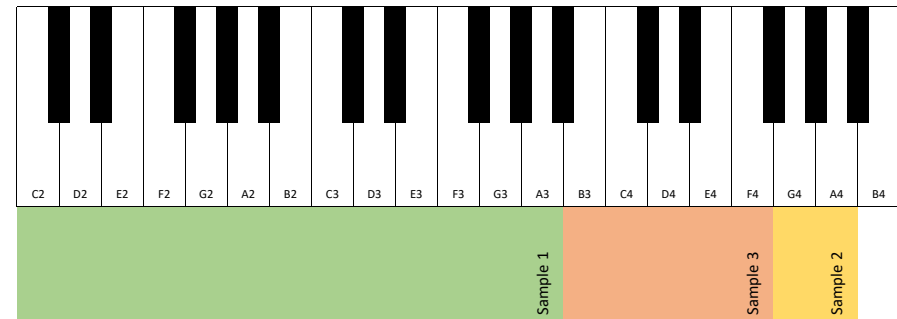 C2 D2 E2 F2 G2 A2 B2 C3 D3 E3 F3 G3 A3 B3 C4 D4 E4 F4 G4 A4 B4
Sample 1
Sample 3
Sample 2